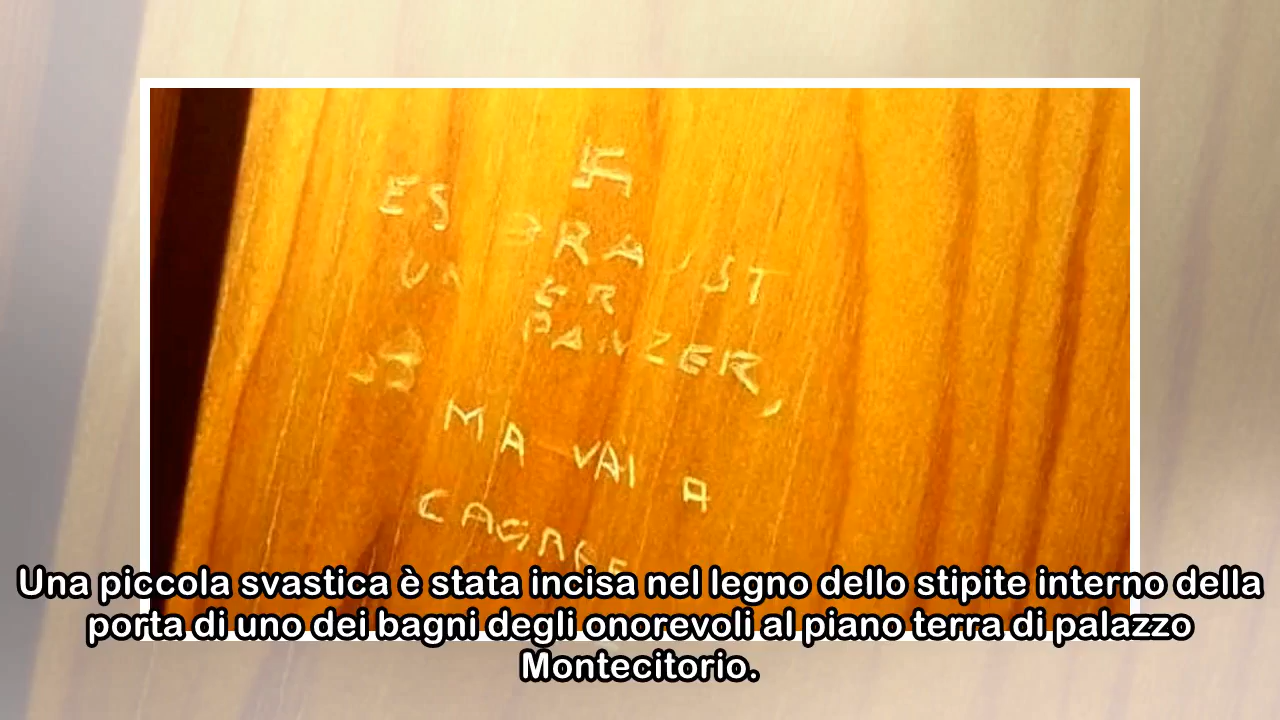 ES
PANZER,
MA VAI A
CAGARE
Una piccola svastica è stata incisa nel legno dello stipite interno della
porta di uno dei bagni degli onorevoli al piano terra di palazzo
Montecitorio.